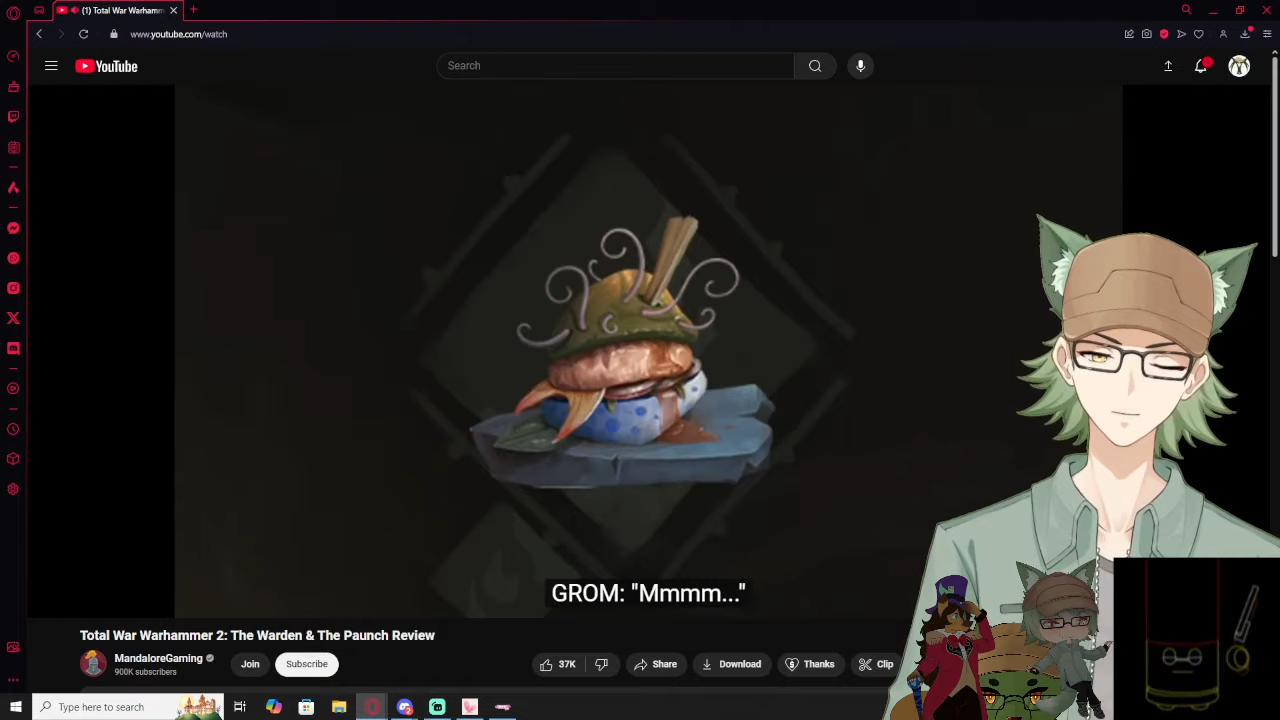 (1) Total War Warhamm
www.youtube.com/watch
YouTube
Search
GROM: "Mmmm..."
Total War Warhammer 2: The Warden & The Paunch Review
MandaloreGaming
900K subscribers
Join
Subscribe
37K
Share
Download
Thanks
Clip
Type here to search